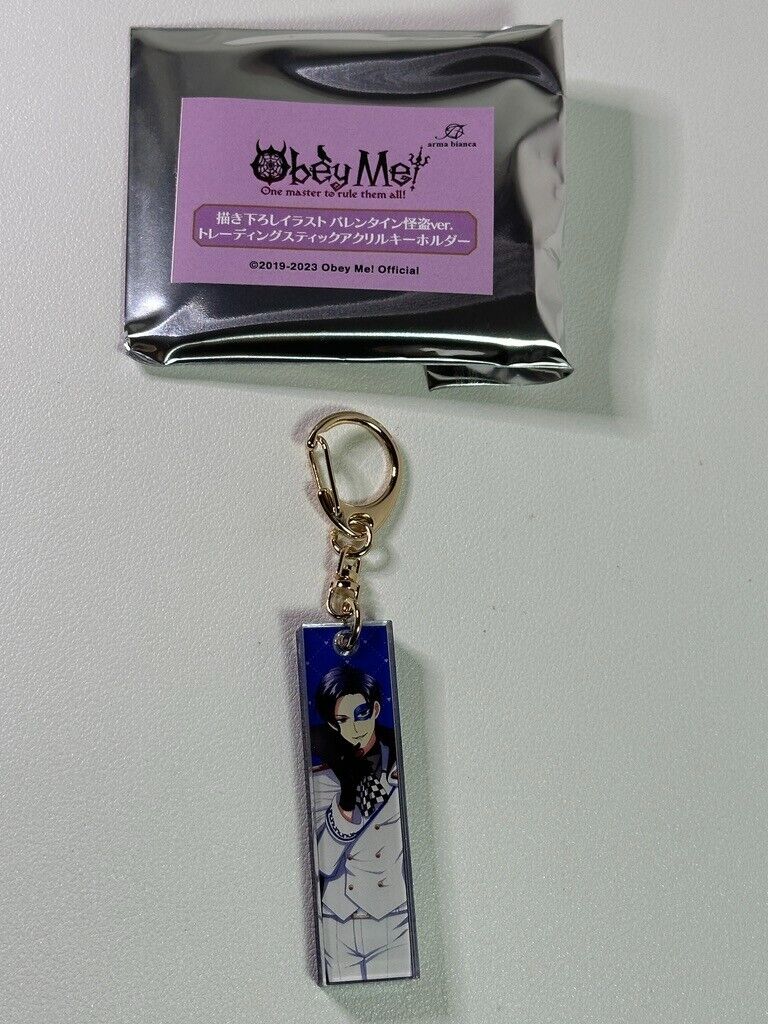 arma bianca
Obey Me!
One master to rule them all!
描き下ろしイラスト バレンタイン怪盗ver.
トレーディングスティックアクリルキーホルダー
©2019-2023 Obey Me! Official